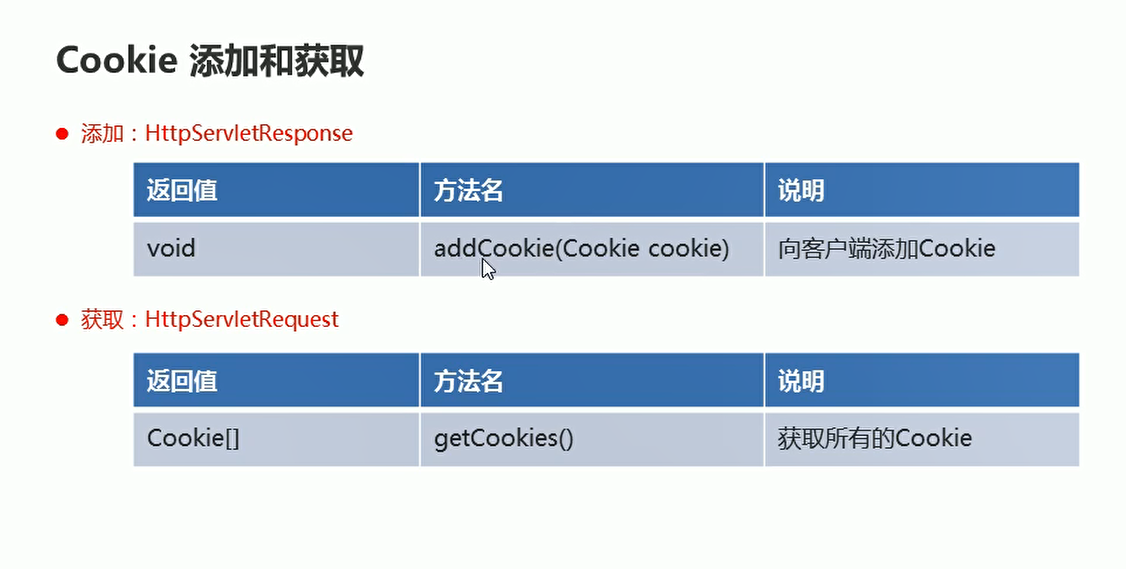 Cookie 添加和获取
添加：HttpServletResponse
返回值 方法名 说明
void addCookie(Cookie cookie) 向客户端添加Cookie
获取：HttpServletRequest
返回值 方法名 说明
Cookie[] getCookies() 获取所有的Cookie